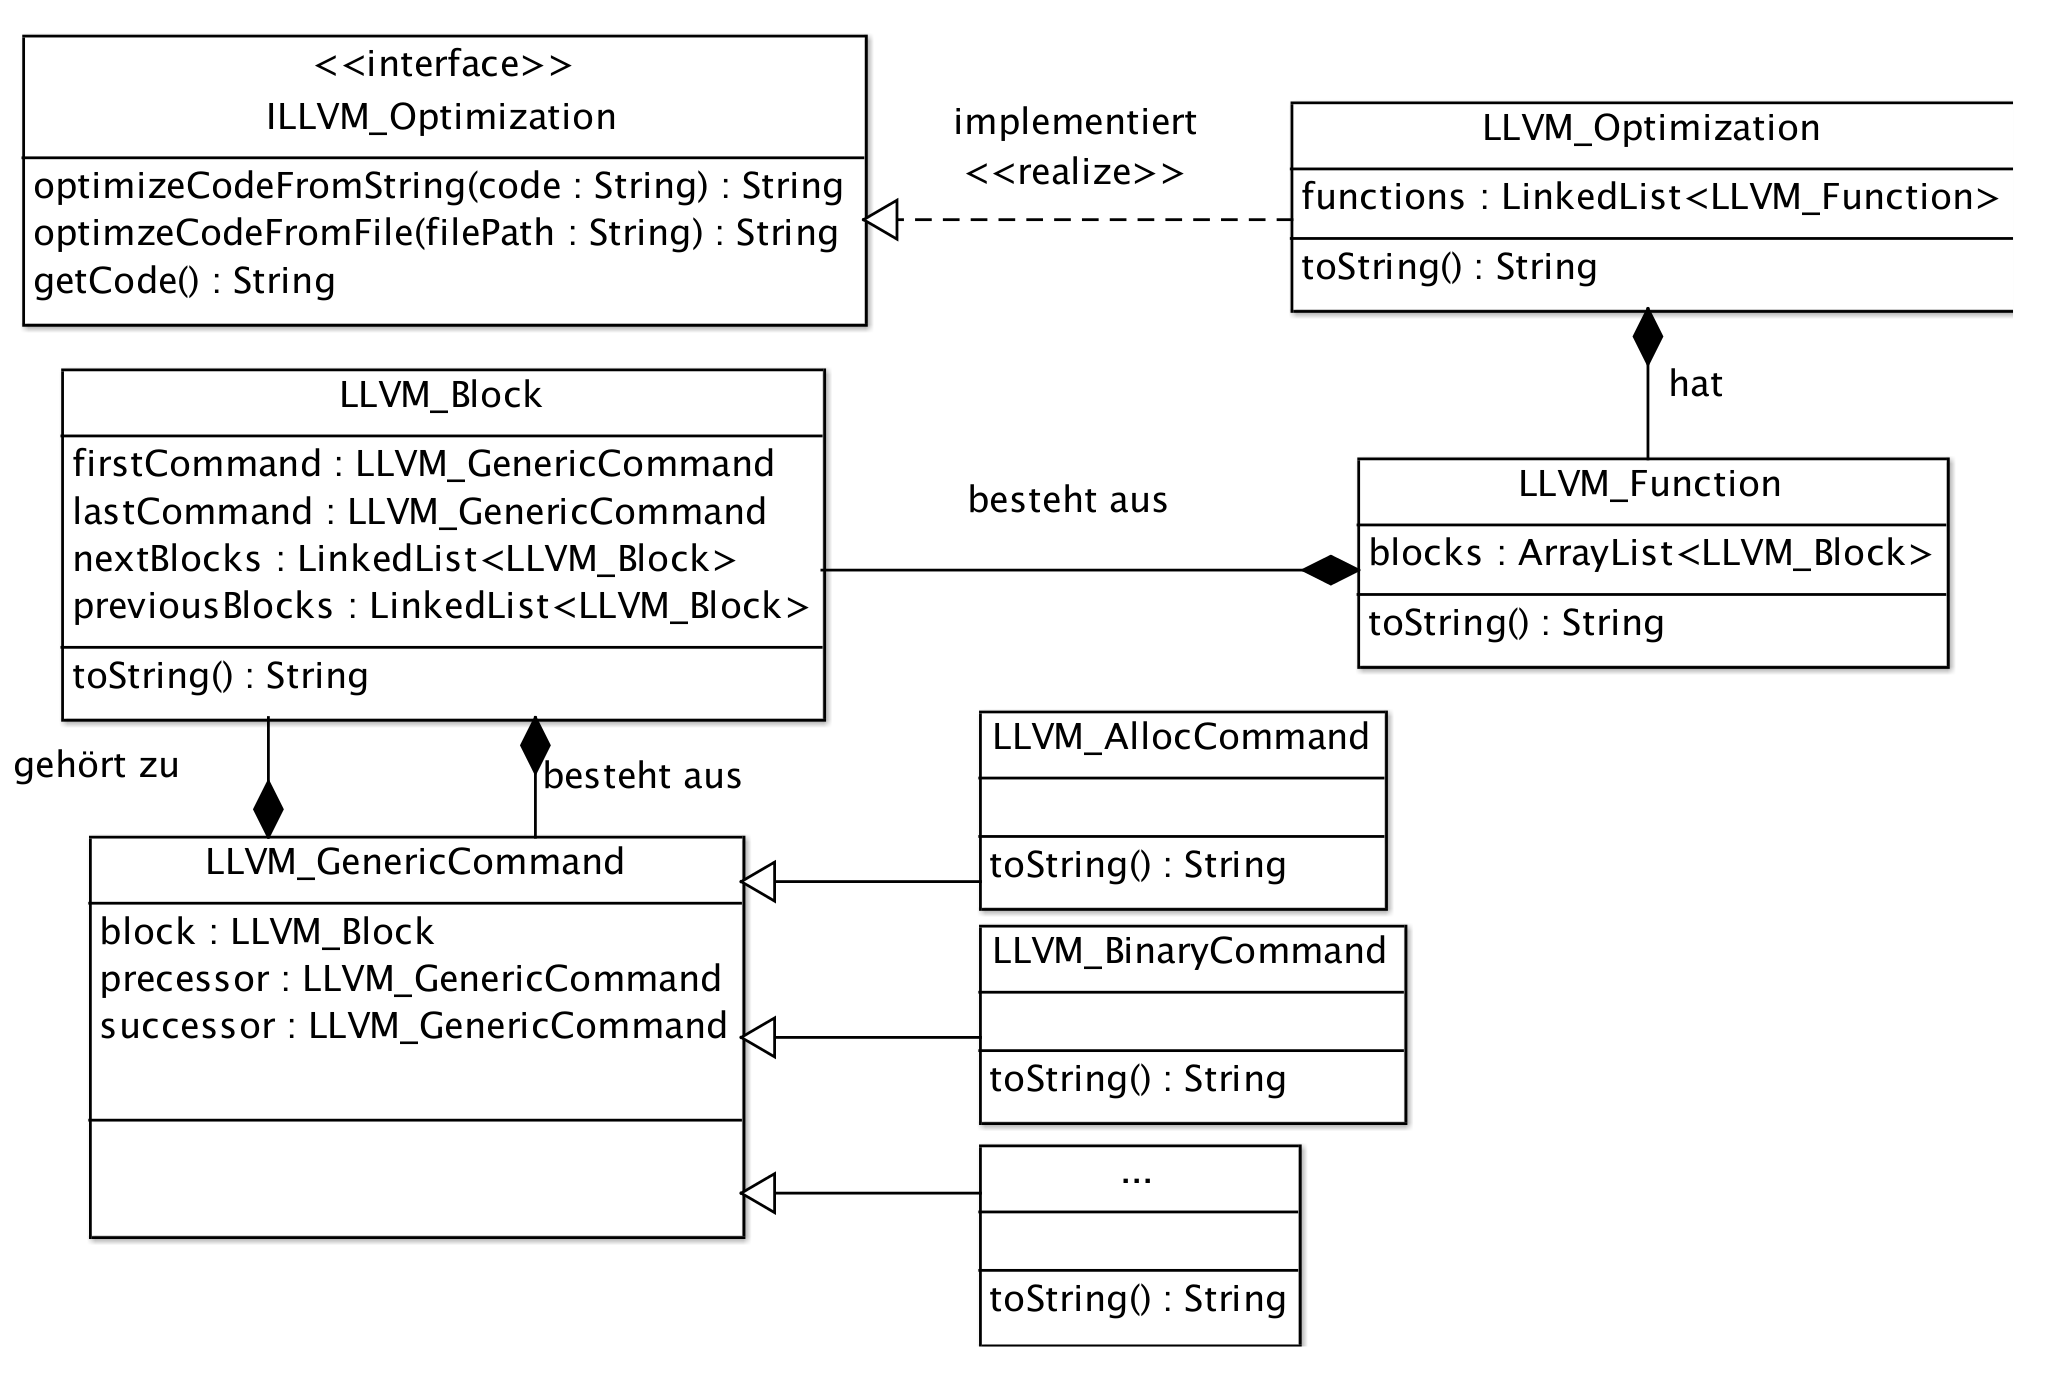 <<interface>>
ILLVM_Optimization
optimizeCodeFromString(code : String) : String
optimzeCodeFromFile(filePath : String) : String
getCode() : String
implementiert
<<realize>>
LLVM_Optimization
functions : LinkedList<LLVM_Function>
toString() : String
hat
LLVM_Block
firstCommand : LLVM_GenericCommand
lastCommand : LLVM_GenericCommand
nextBlocks : LinkedList<LLVM_Block>
previousBlocks : LinkedList<LLVM_Block>
toString() : String
besteht aus
LLVM_Function
blocks : ArrayList<LLVM_Block>
toString() : String
gehört zu
besteht aus
LLVM_GenericCommand
block : LLVM_Block
precessor : LLVM_GenericCommand
successor : LLVM_GenericCommand
LLVM_AllocCommand
toString() : String
LLVM_BinaryCommand
toString() : String
...
toString() : String